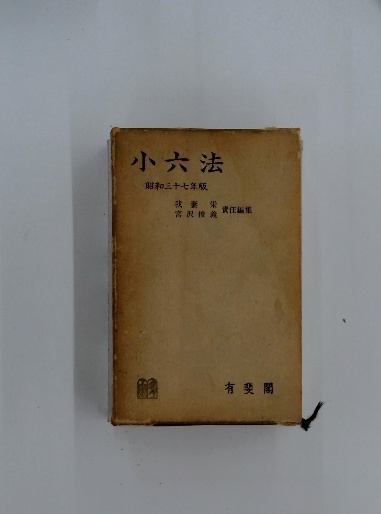 小六法
昭和三十七年版
我妻栄
宮沢俊義 責任編集
有斐閣